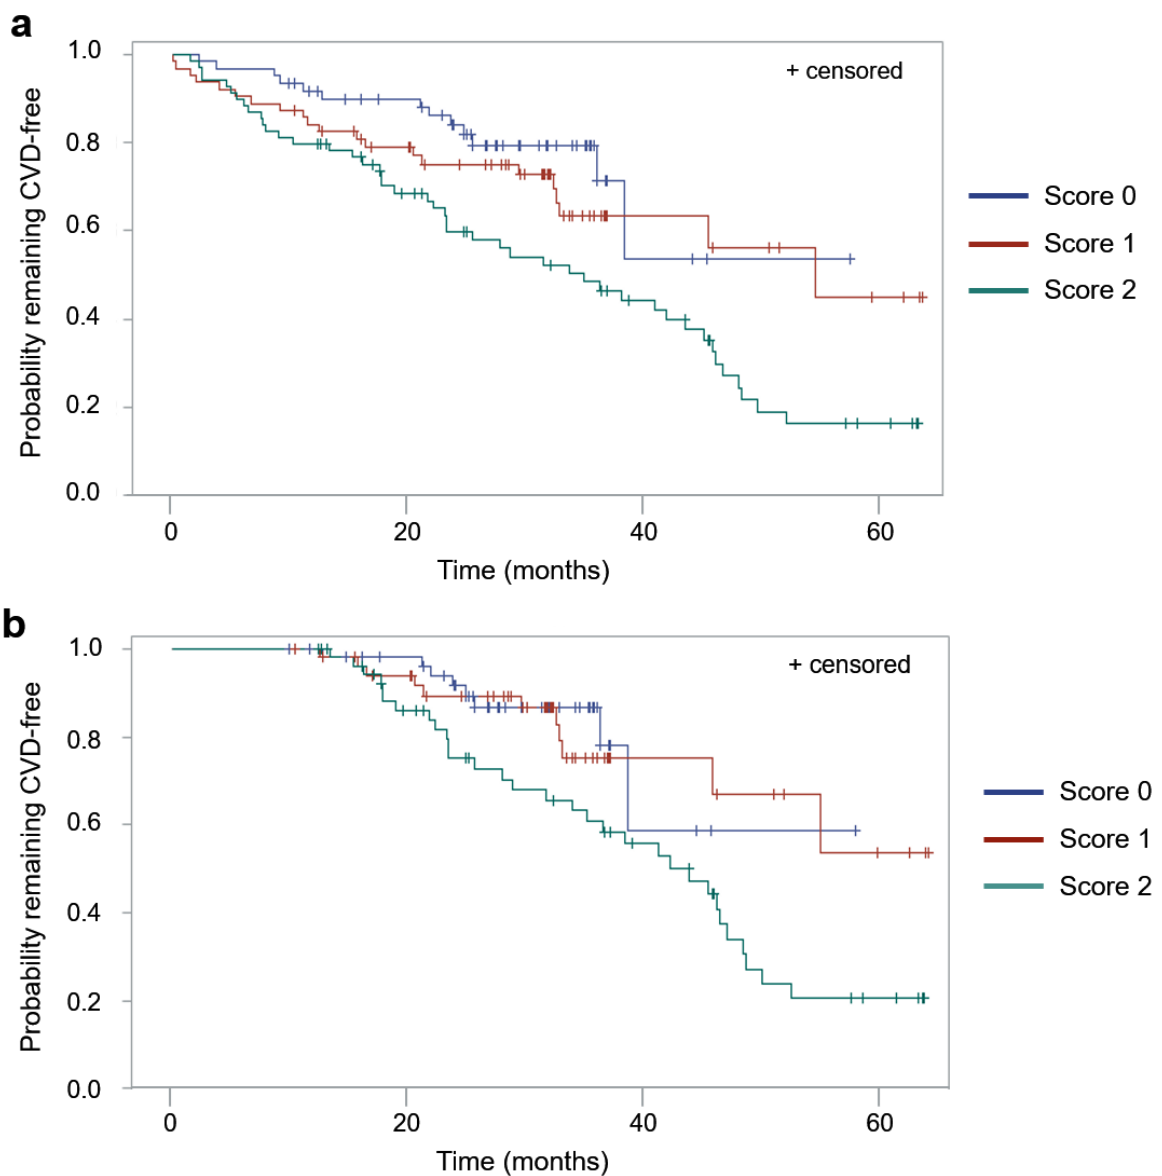 a
1.0
0.8
0.6
0.4
0.2
0.0
Probability remaining CVD-free
+ censored
Score 0
Score 1
Score 2
0 20 40 60
Time (months)
b
1.0
0.8
0.6
0.4
0.2
0.0
Probability remaining CVD-free
+ censored
Score 0
Score 1
Score 2
0 20 40 60
Time (months)